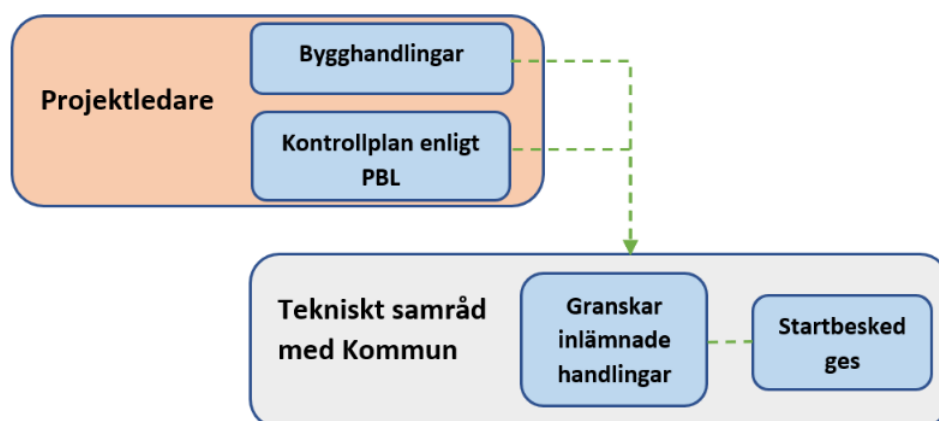 Projektledare
Bygghandlingar
Kontrollplan enligt
PBL
Tekniskt samråd
med Kommun
Granskar
inlämnade
handlingar
Startbesked
ges